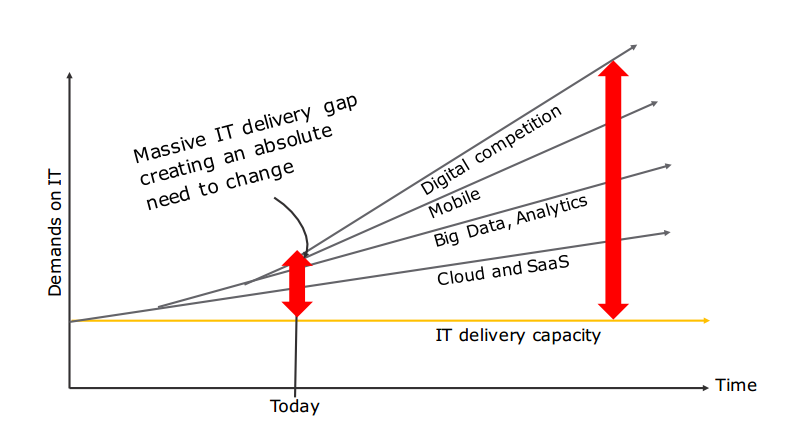 Massive IT delivery gap
creating an absolute
need to change
Demands on IT
Digital competition
Mobile
Big Data, Analytics
Cloud and SaaS
IT delivery capacity
Time
Today